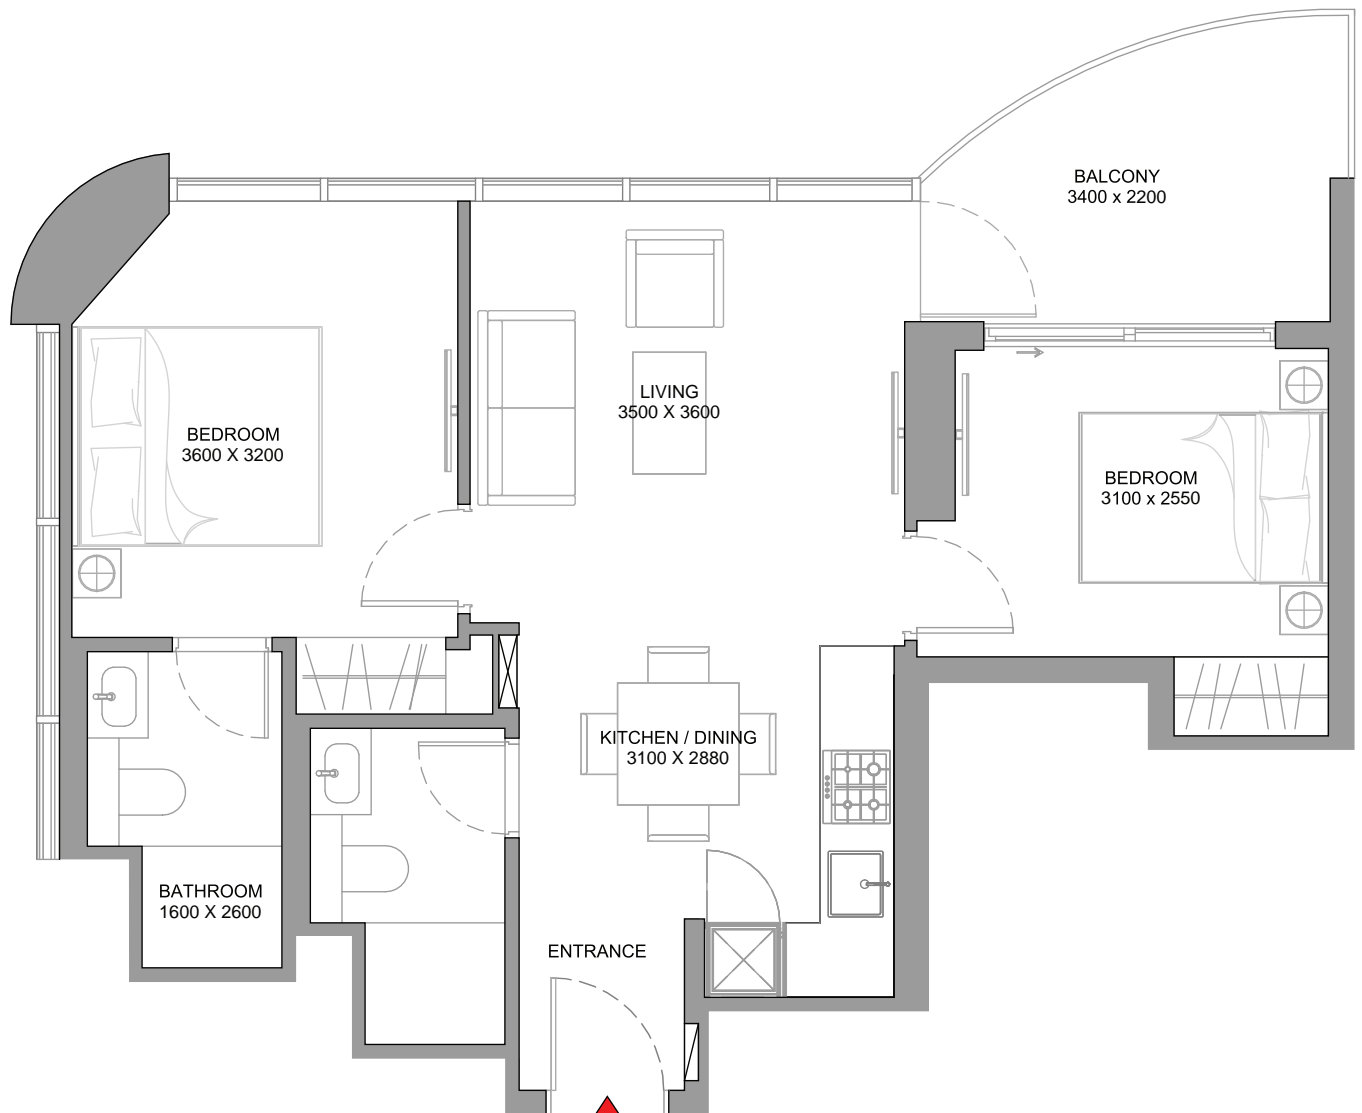 BALCONY
3400 x 2200
LIVING
3500 X 3600
BEDROOM
3600 X 3200
BEDROOM
3100 x 2550
KITCHEN / DINING
3100 X 2880
BATHROOM
1600 X 2600
ENTRANCE